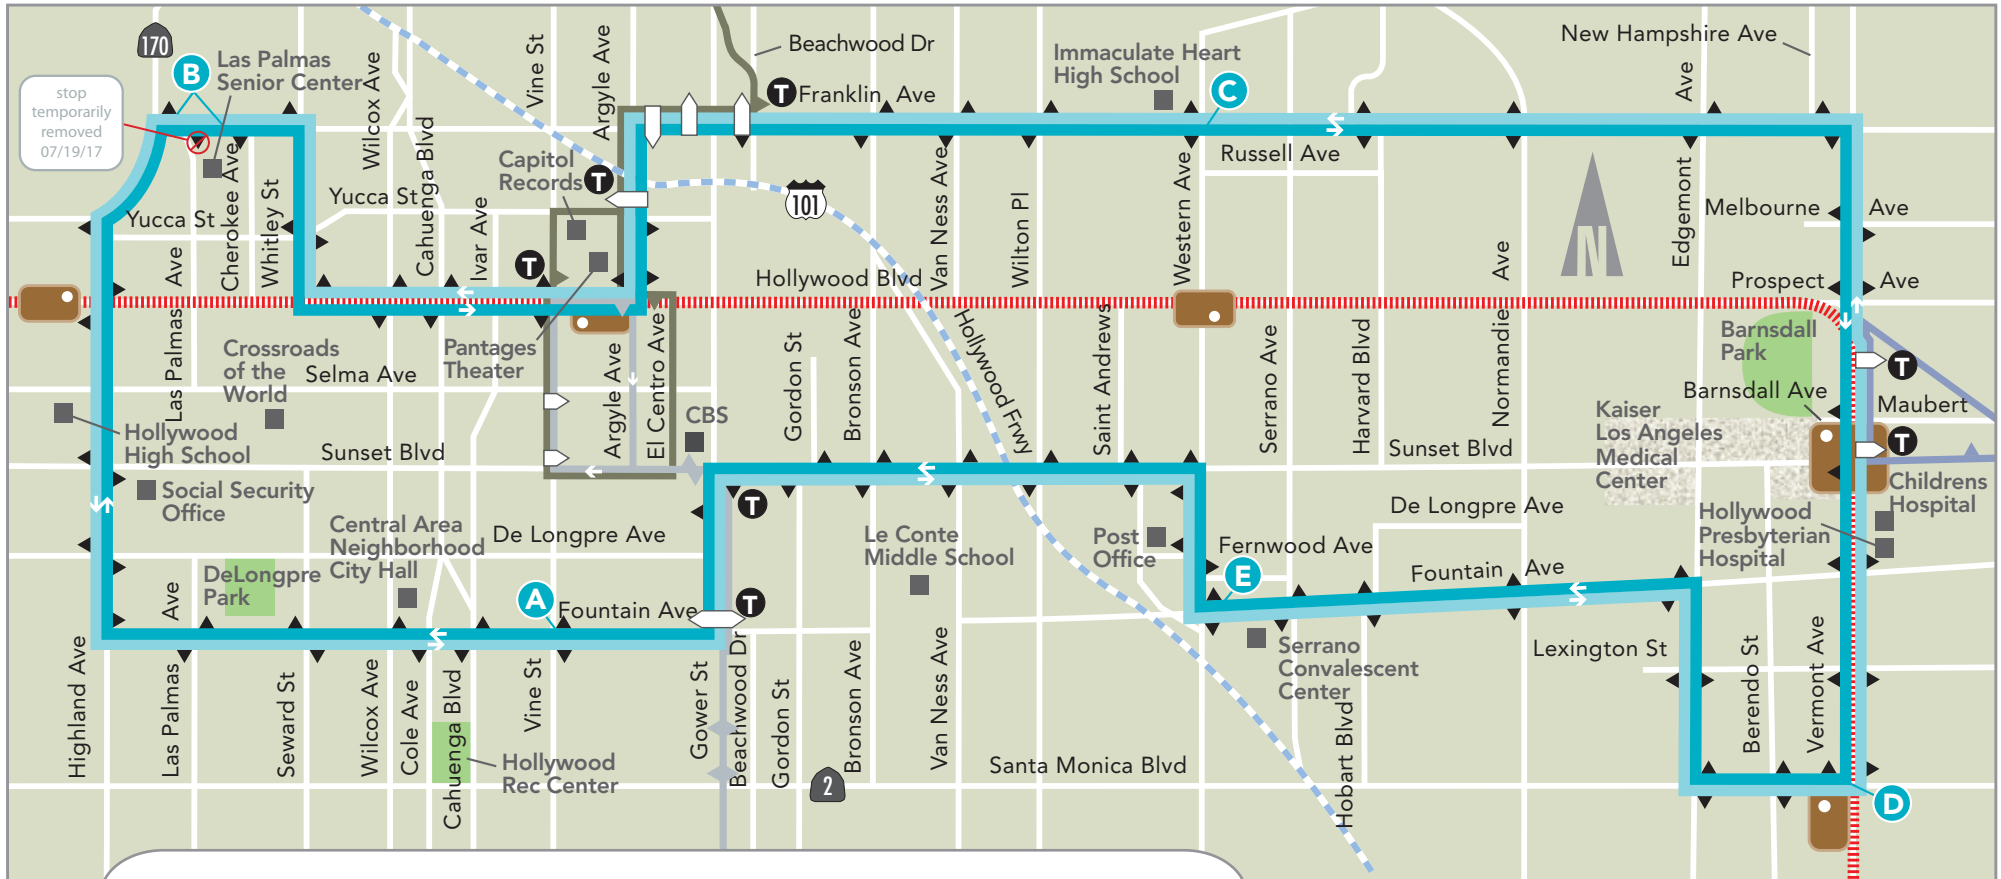 170
B
Las Palmas
Senior Center
stop
temporarily
removed
07/19/17
Wilcox Ave
Cahuenga Blvd
Vine St
Argyle Ave
Beachwood Dr
T
Franklin Ave
Immaculate Heart
High School
C
New Hampshire Ave
Ave
Edgemont
Capitol
Records
T
Russell Ave
Yucca St
Yucca St
Cherokee Ave
Whitley St
Ivar Ave
101
Van Ness Ave
Wilton Pl
Western Ave
N
Melbourne Ave
Prospect Ave
Ave
Las Palmas
T
Hollywood Blvd
Ave
Normandie
Crossroads
of the
World
Selma Ave
Pantages
Theater
Argyle Ave
El Centro Ave
CBS
Gordon St
Bronson Ave
Hollywood Frwy
Saint Andrews
Serrano Ave
Harvard Blvd
Barnsdall
Park
T
Barnsdall Ave
Maubert
Hollywood
High School
Sunset Blvd
Sunset Blvd
Kaiser
Los Angeles
Medical
Center
T
Childrens
Hospital
Social Security
Office
T
De Longpre Ave
Hollywood
Presbyterian
Hospital
Central Area
Neighborhood
City Hall
De Longpre Ave
Le Conte
Middle School
Post
Office
Fernwood Ave
DeLongpre
Park
E
Fountain Ave
A
Fountain Ave
T
Ave
Las Palmas
Highland Ave
Seward St
Wilcox Ave
Cole Ave
Cahuenga Blvd
Vine St
Gower St
Beachwood Dr
Gordon St
Bronson Ave
Van Ness Ave
Serrano
Convalescent
Center
Hobart Blvd
Lexington St
Berendo St
Vermont Ave
Hollywood
Rec Center
2
Santa Monica Blvd
D